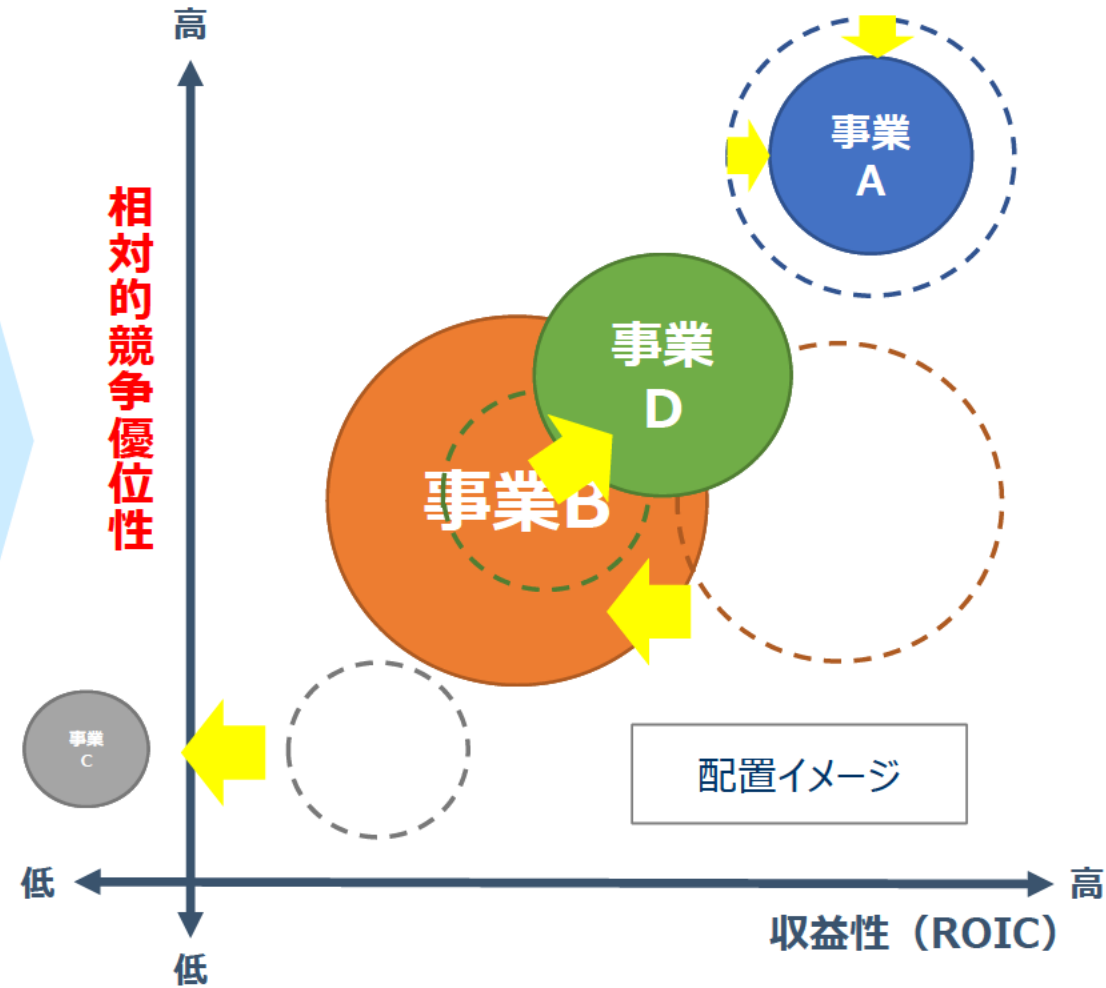 高
相対的競争優位性
事業
A
事業
D
事業B
事業
C
配置イメージ
低
高
収益性（ROIC）
低